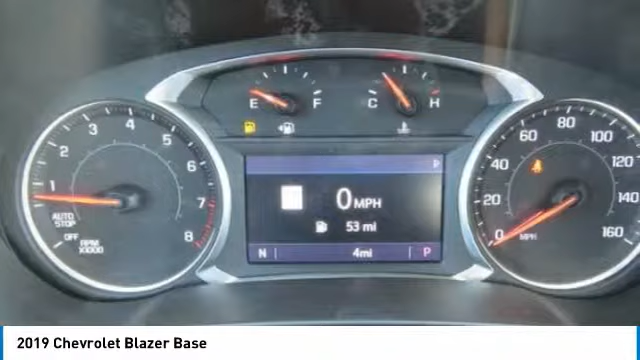 E F
C H
1 2 3 4 5 6 7 8
AUTO
STOP
OFF
RPM
X1000
P
0 MPH
53 mi
N 4mi P
0 20 40 60 80 100 120 140 160
MPH
2019 Chevrolet Blazer Base